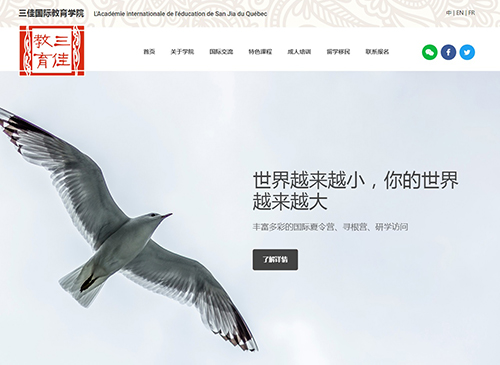 三佳国际教育学院 L'Académie internationale de l'éducation de San Jia du Québec
中 | EN | FR
三佳
教育
首页 关于学院 国际交流 特色课程 成人培训 留学移民 联系报名
世界越来越小，你的世界
越来越大
丰富多彩的国际夏令营、寻根营、研学访问
了解详情